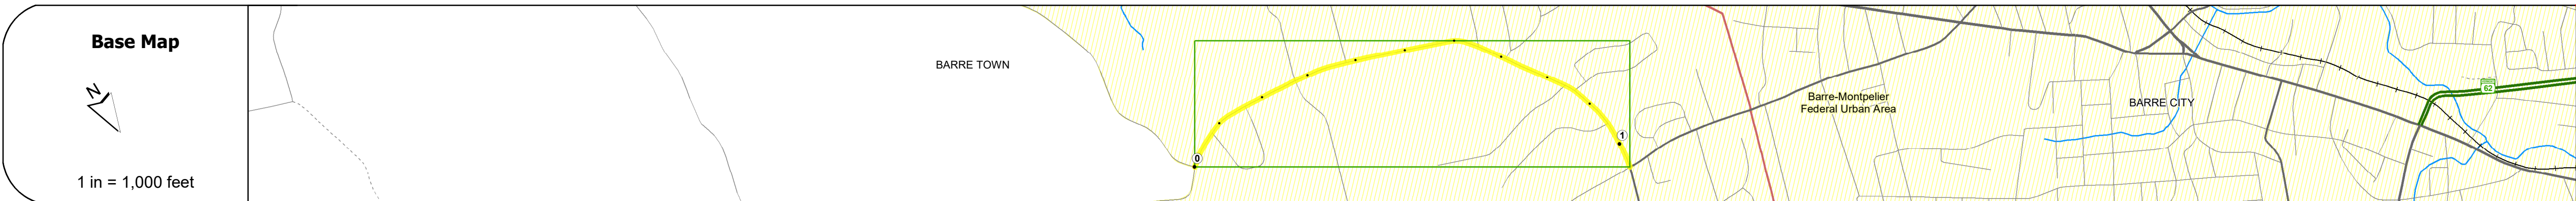 Base Map
N
1 in = 1,000 feet
BARRE TOWN
0
1
Barre-Montpelier
Federal Urban Area
BARRE CITY
62